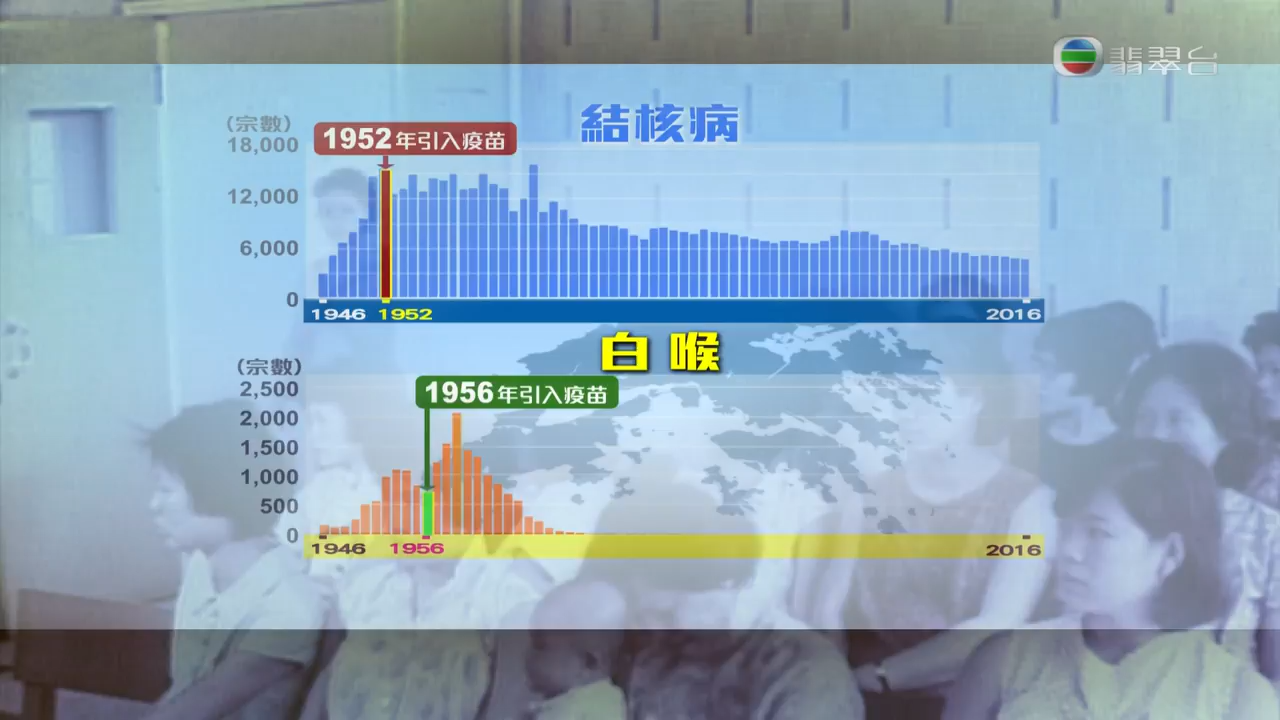 翡翠台
結核病
(宗數)
1952年引入疫苗
18,000
12,000
6,000
0
1946 1952 2016
白喉
(宗數)
1956年引入疫苗
2,500
2,000
1,500
1,000
500
0
1946 1956 2016